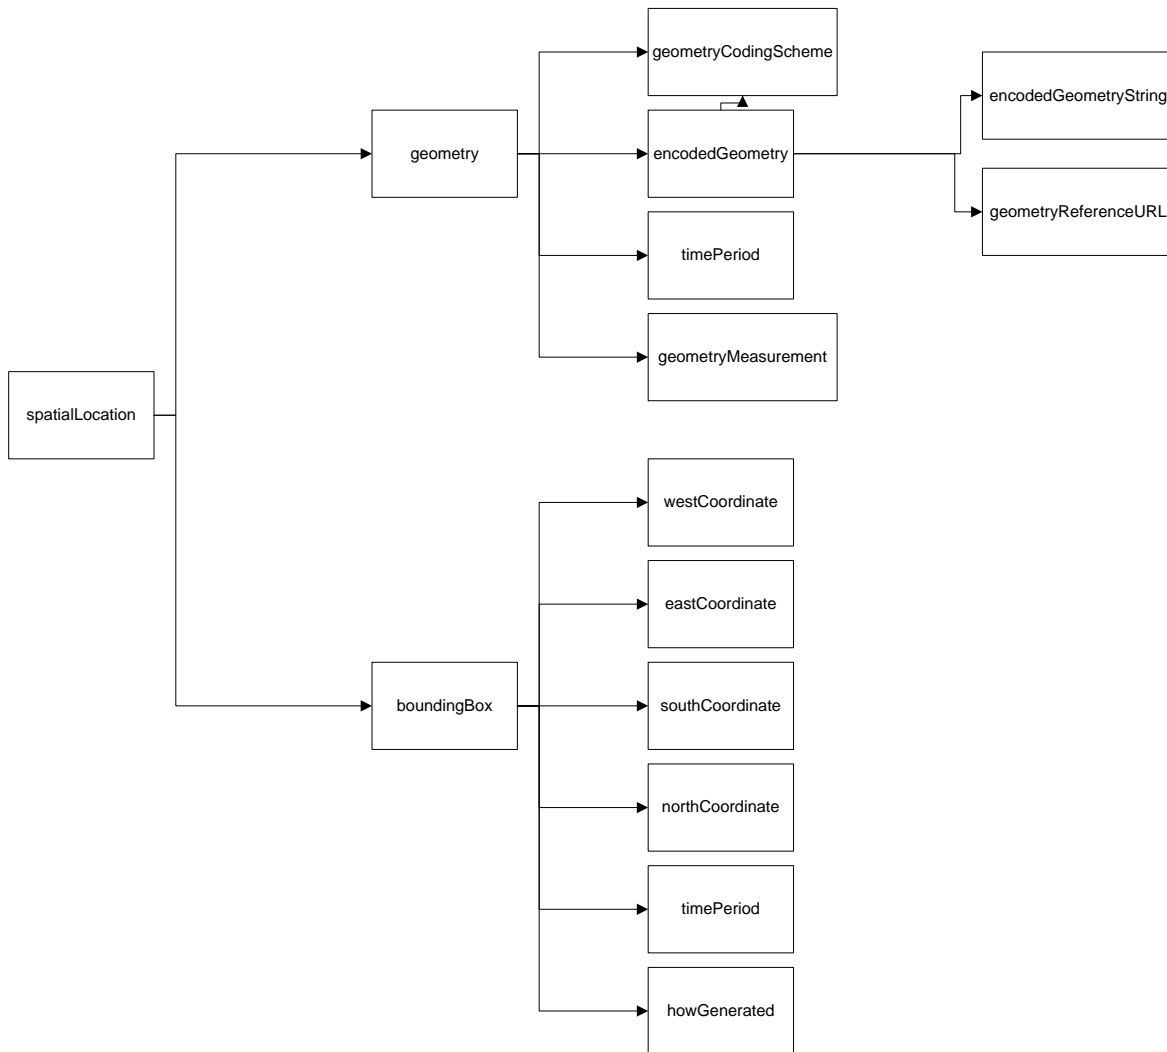 geometryCodingScheme
encodedGeometryString
geometry
encodedGeometry
geometryReferenceURL
timePeriod
geometryMeasurement
spatialLocation
westCoordinate
eastCoordinate
boundingBox
southCoordinate
northCoordinate
timePeriod
howGenerated